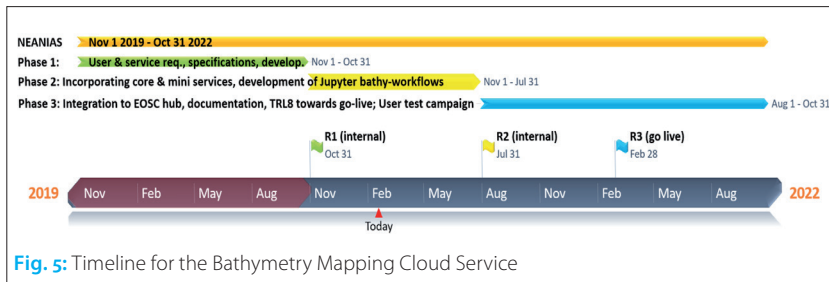 NEANIAS Nov 1 2019 - Oct 31 2022
Phase 1: User & service req., specifications, develop. Nov 1 - Oct 31
Phase 2: Incorporating core & mini services, development of Jupyter bathy-workflows Nov 1 - Jul 31
Phase 3: Integration to EOSC hub, documentation, TRL8 towards go-live; User test campaign Aug 1 - Oct 31
R1 (internal) R2 (internal) R3 (go live)
Oct 31 Jul 31 Feb 28
2019 Nov Feb May Aug Nov Feb May Aug Nov Feb May Aug 2022
Today
Fig. 5: Timeline for the Bathymetry Mapping Cloud Service